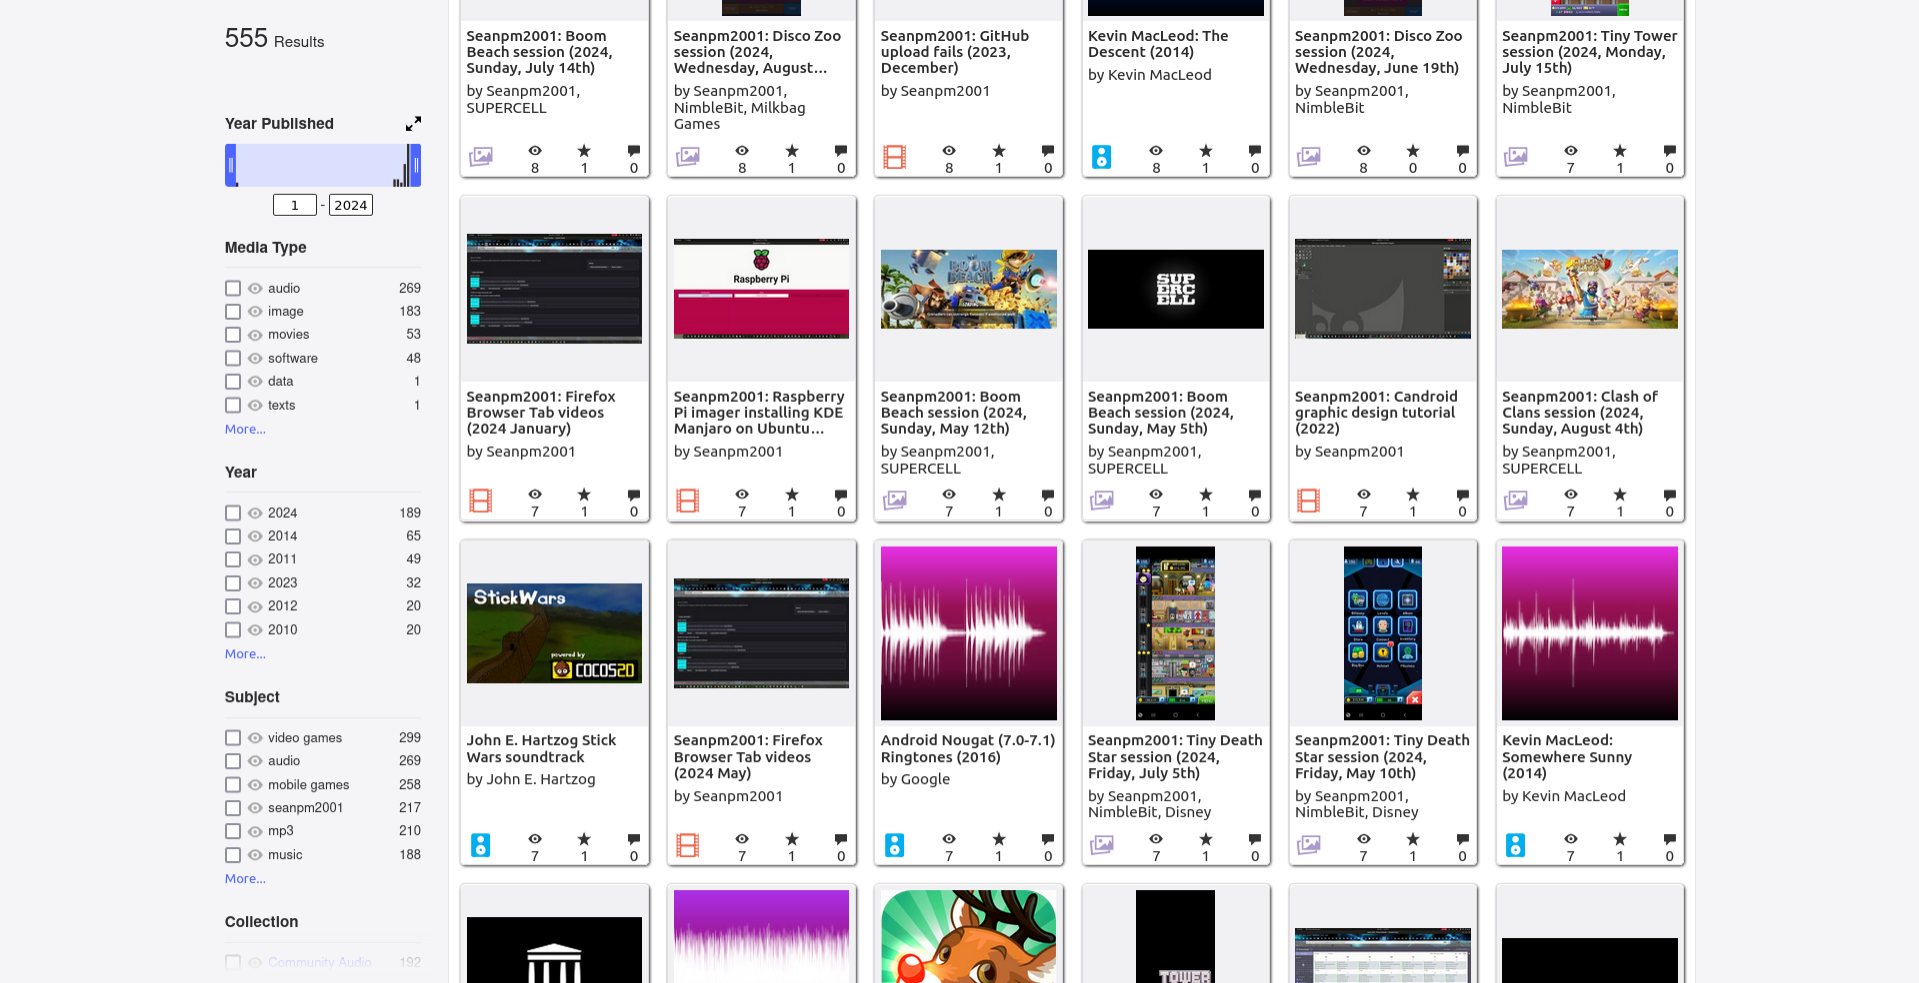 555 Results
Year Published
1 - 2024
Media Type
audio 269
image 183
movies 53
software 48
data 1
texts 1
More...
Year
2024 189
2014 65
2011 49
2023 32
2012 20
2010 20
More...
Subject
video games 299
audio 269
mobile games 258
seanpm2001 217
mp3 210
music 188
More...
Collection
Community Audio 192
Seanpm2001: Boom
Beach session (2024,
Sunday, July 14th)
by Seanpm2001,
SUPERCELL
8 1 0
Seanpm2001: Disco Zoo
session (2024,
Wednesday, August...
by Seanpm2001,
NimbleBit, Milkbag
Games
8 1 0
Seanpm2001: GitHub
upload fails (2023,
December)
by Seanpm2001
8 1 0
Kevin MacLeod: The
Descent (2014)
by Kevin MacLeod
8 1 0
Seanpm2001: Disco Zoo
session (2024,
Wednesday, June 19th)
by Seanpm2001,
NimbleBit
8 0 0
Seanpm2001: Tiny Tower
session (2024, Monday,
July 15th)
by Seanpm2001,
NimbleBit
7 1 0
Seanpm2001: Firefox
Browser Tab videos
(2024 January)
by Seanpm2001
7 1 0
Raspberry Pi
Seanpm2001: Raspberry
Pi imager installing KDE
Manjaro on Ubuntu...
by Seanpm2001
7 1 0
BOOM
BEACH
Seanpm2001: Boom
Beach session (2024,
Sunday, May 12th)
by Seanpm2001,
SUPERCELL
7 1 0
SUP
ERC
ELL
Seanpm2001: Boom
Beach session (2024,
Sunday, May 5th)
by Seanpm2001,
SUPERCELL
7 1 0
Seanpm2001: Candroid
graphic design tutorial
(2022)
by Seanpm2001
7 1 0
Seanpm2001: Clash of
Clans session (2024,
Sunday, August 4th)
by Seanpm2001,
SUPERCELL
7 1 0
StickWars
powered by
COCOS2D
John E. Hartzog Stick
Wars soundtrack
by John E. Hartzog
7 1 0
Seanpm2001: Firefox
Browser Tab videos
(2024 May)
by Seanpm2001
7 1 0
Android Nougat (7.0-7.1)
Ringtones (2016)
by Google
7 1 0
Seanpm2001: Tiny Death
Star session (2024,
Friday, July 5th)
by Seanpm2001,
NimbleBit, Disney
7 1 0
Seanpm2001: Tiny Death
Star session (2024,
Friday, May 10th)
by Seanpm2001,
NimbleBit, Disney
7 1 0
Kevin MacLeod:
Somewhere Sunny
(2014)
by Kevin MacLeod
7 1 0
TOWER